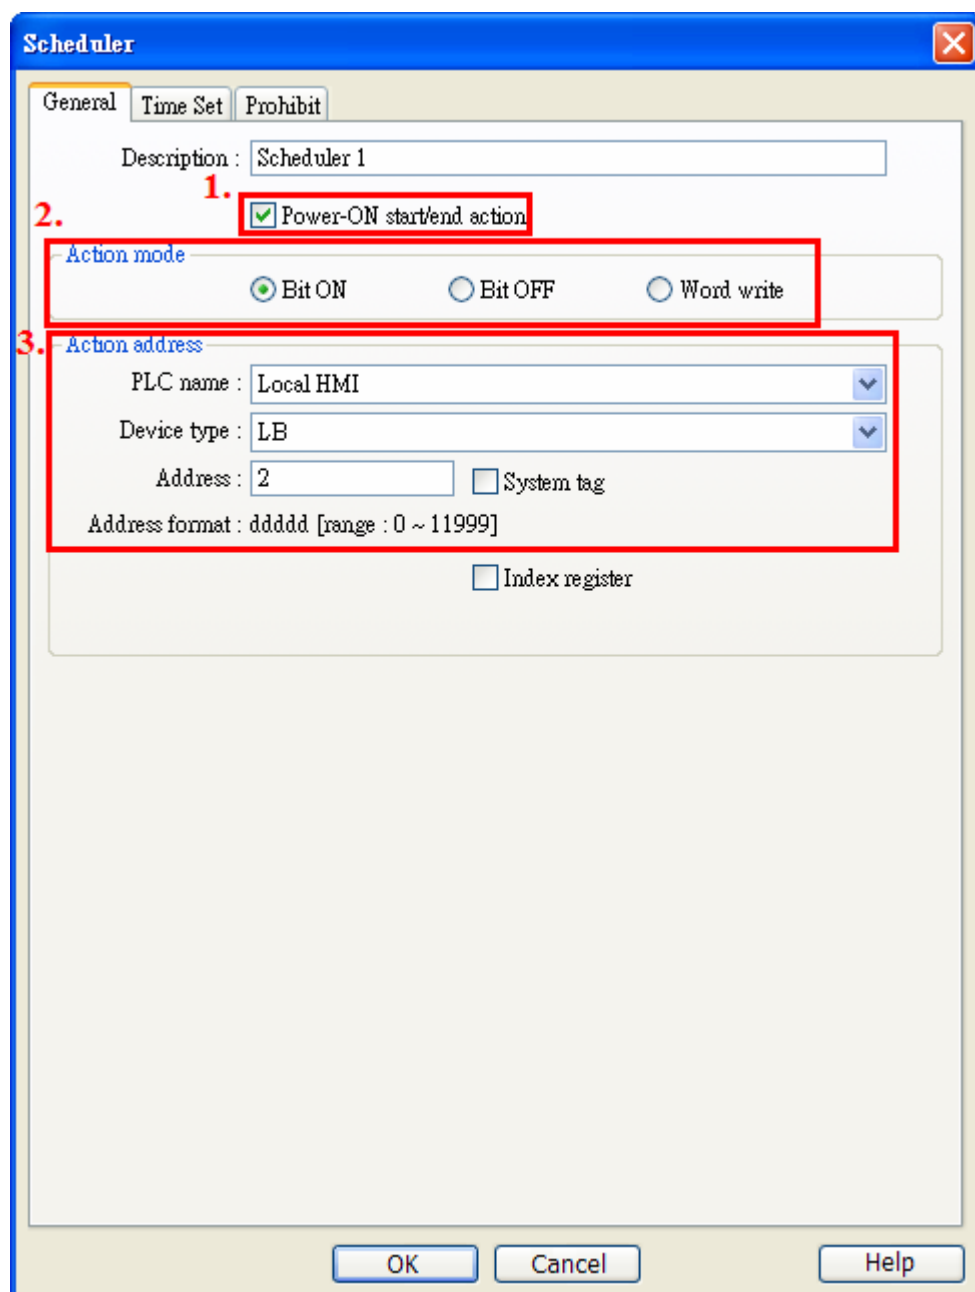 Scheduler
General Time Set Prohibit
Description : Scheduler 1
1.
Power-ON start/end action
2.
Action mode
Bit ON Bit OFF Word write
3.
Action address
PLC name : Local HMI
Device type : LB
Address : 2 System tag
Address format : ddddd [range : 0 ~ 11999]
Index register
OK Cancel Help